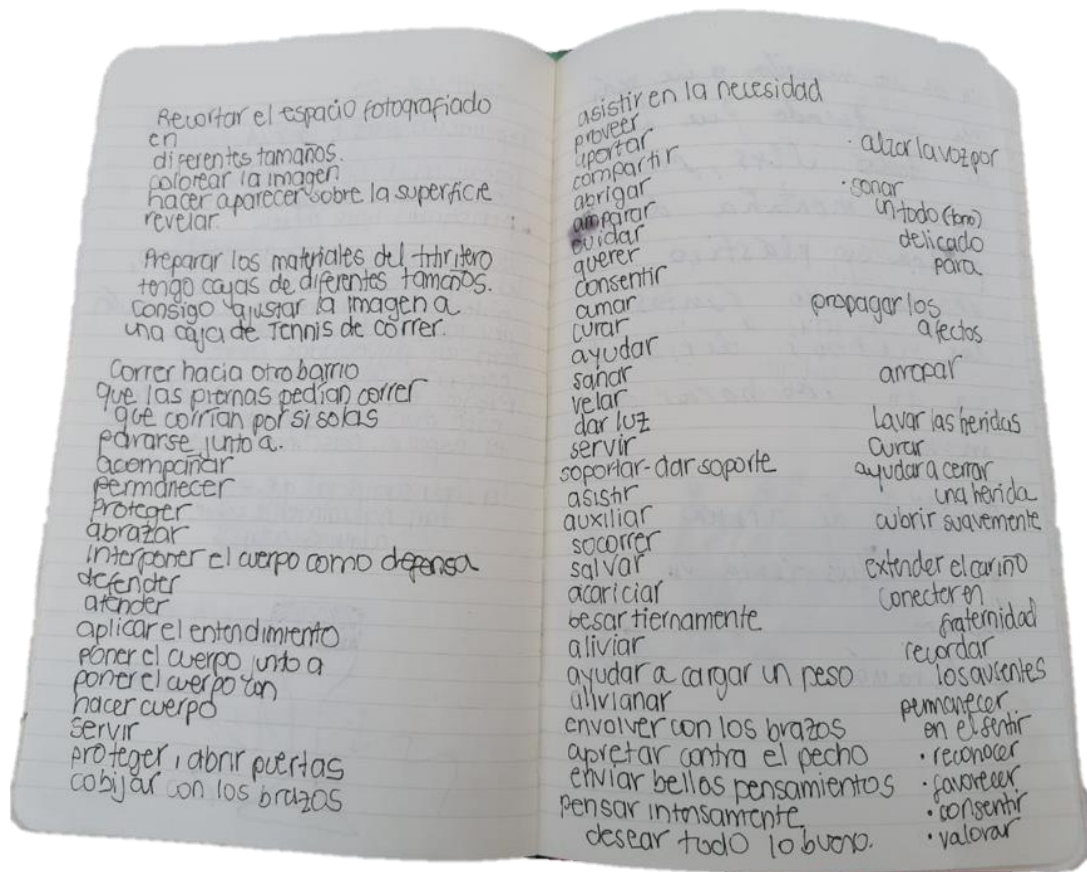 Recortar el espacio fotografiado
en
diferentes tamaños.
colorear la imagen
hacer aparecer sobre la superficie
revelar.
Preparar los materiales del titiritero
tengo cajas de diferentes tamaños.
consigo ajustar la imagen a
una caja de Tennis de correr.
Correr hacia otro barrio
que las piernas pedían correr
que corrían por si solas
pararse junto a.
acompañar
permanecer
Proteger
abrazar
interponer el cuerpo como defensa
defender
atender
aplicar el entendimiento
poner el cuerpo junto a
poner el cuerpo con
hacer cuerpo
servir
proteger, abrir puertas
cobijar con los brazos
asistir en la necesidad
proveer
aportar
compartir
abrigar
amparar
cuidar
querer
consentir
amar
curar
ayudar
sanar
velar
dar luz
servir
soportar-dar soporte
asistir
auxiliar
socorrer
salvar
acariciar
besar tiernamente
aliviar
ayudar a cargar un peso
alivianar
envolver con los brazos
apretar contra el pecho
enviar bellos pensamientos
pensar intensamente
desear todo lo bueno.
· alzar la voz por
· sonar
un todo (tono)
delicado
para
propagar los
afectos
arropar
Lavar las heridas
Curar
ayudar a cerrar
una herida
cubrir suavemente
extender el cariño
conecter en
fraternidad
recordar
los ausentes
permanecer
en el sentir
· reconocer
· favorecer
· consentir
· valorar